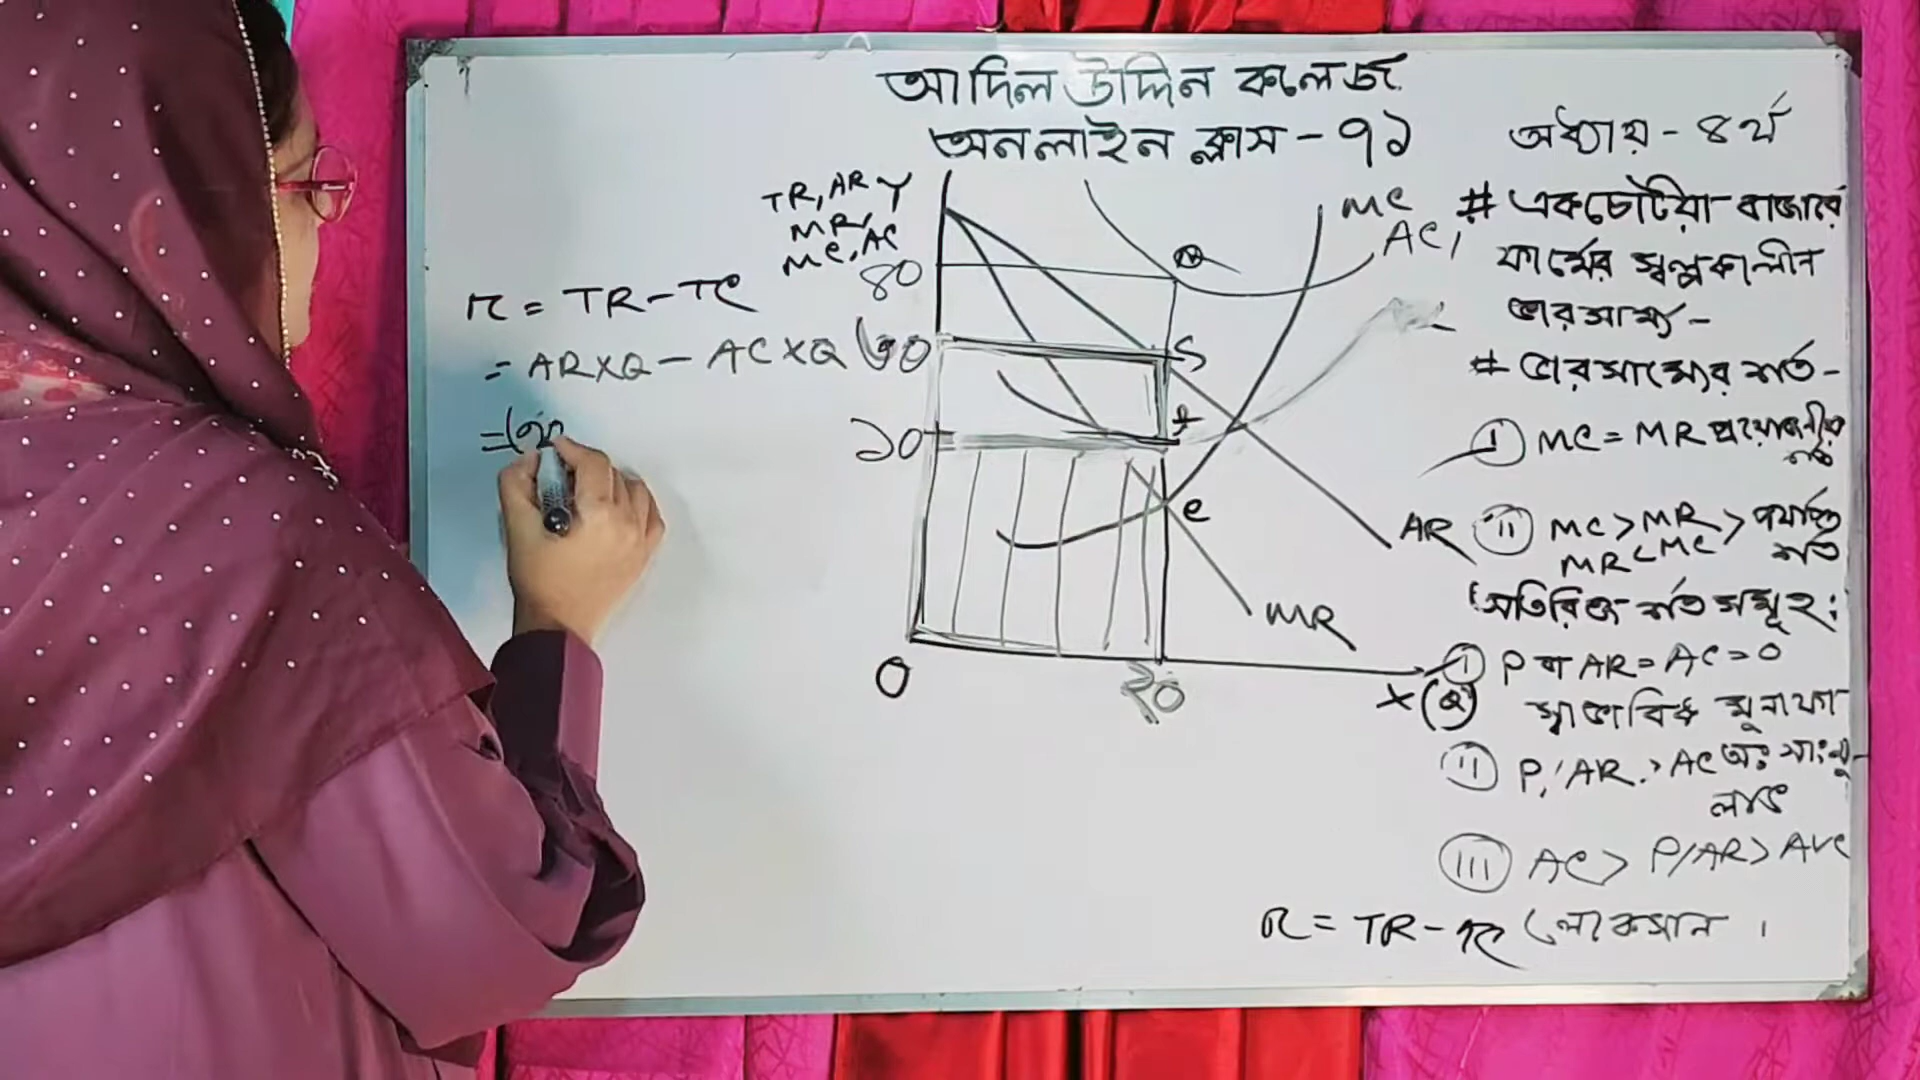 আদিল উদ্দিন কলেজ
অনলাইন ক্লাস - ৭১
অধ্যায় - ৪র্থ
TR, AR Y
MR,
MC, AC
৪০
৩০
১০
০
২০
X (Q)
MC
AC,
S
e
AR
MR
π = TR - TC
= AR X Q - AC X Q
# একচেটিয়া বাজারে
ফার্মের স্বল্পকালীন
ভারসাম্য -
# ভারসাম্যের শর্ত -
(i) MC = MR প্রয়োজনীয়
শর্ত
(ii) MC > MR > পর্যাপ্ত
MR < MC শর্ত
অতিরিক্ত শর্ত সমূহ:
(i) P বা AR = AC = 0
স্বাভাবিক মুনাফা
(ii) P/AR > AC
(iii) AC > P/AR > AVC
π = TR - TC (লোকসান ।